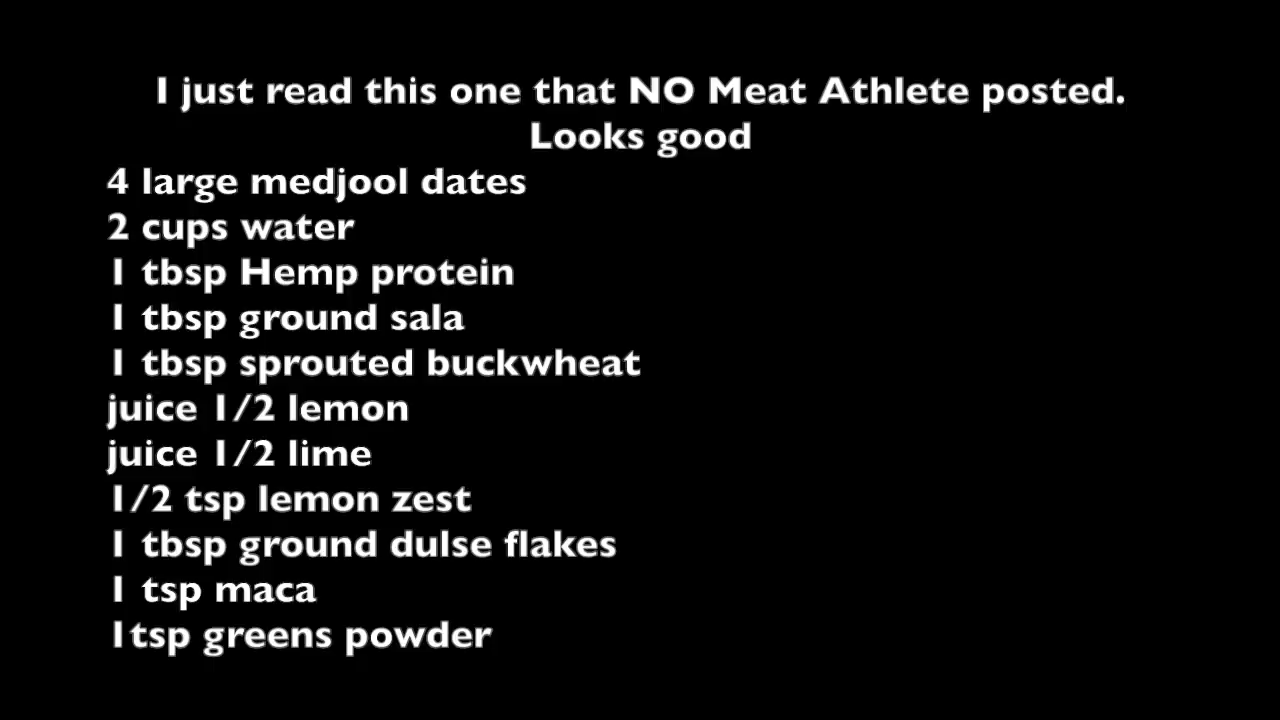 I just read this one that NO Meat Athlete posted.
Looks good
4 large medjool dates
2 cups water
1 tbsp Hemp protein
1 tbsp ground sala
1 tbsp sprouted buckwheat
juice 1/2 lemon
juice 1/2 lime
1/2 tsp lemon zest
1 tbsp ground dulse flakes
1 tsp maca
1tsp greens powder